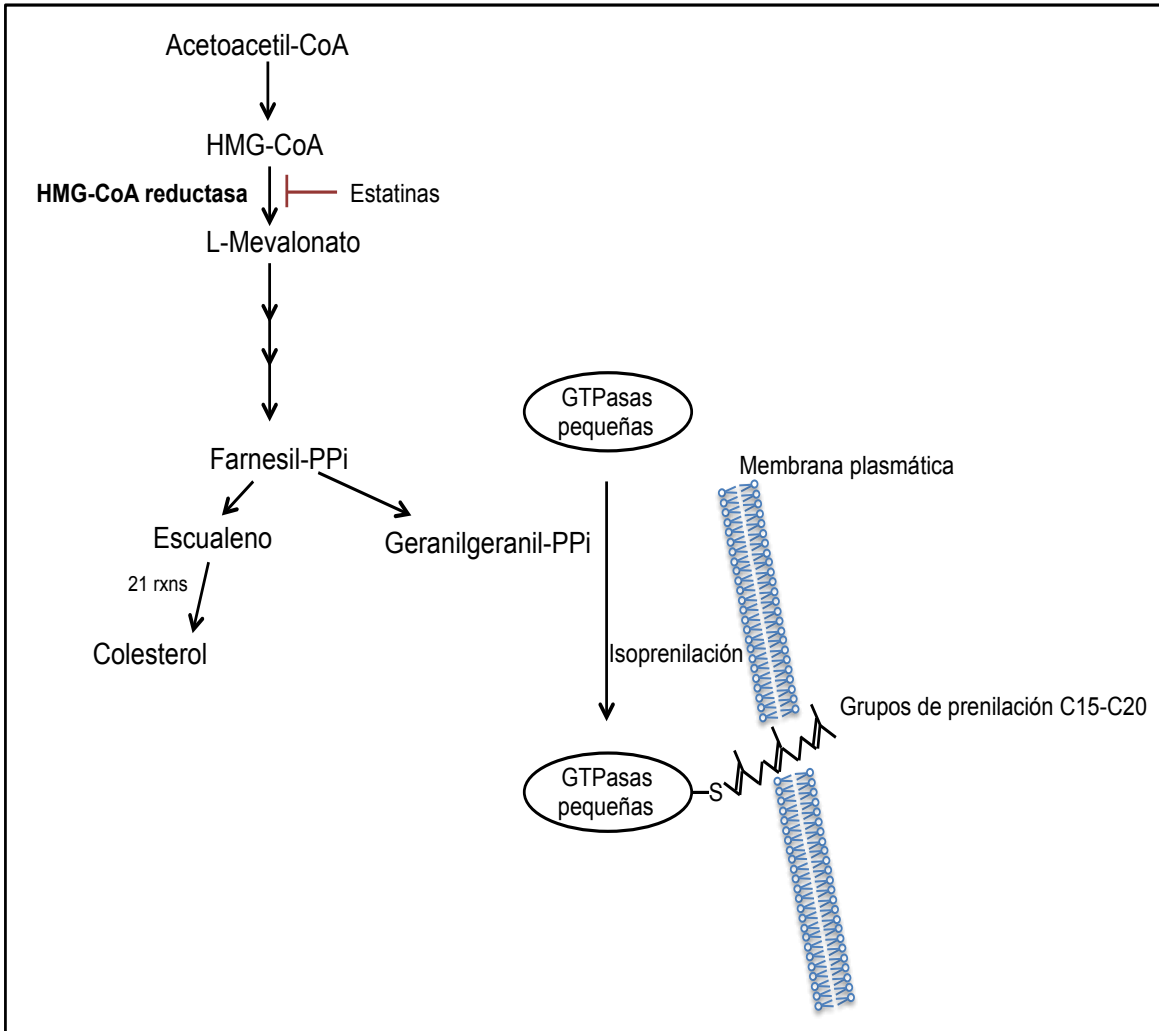 Acetoacetil-CoA
HMG-CoA
HMG-CoA reductasa
Estatinas
L-Mevalonato
GTPasas
pequeñas
Farnesil-PPi
Membrana plasmática
Escualeno
Geranilgeranil-PPi
21 rxns
Colesterol
Isoprenilación
Grupos de prenilación C15-C20
GTPasas
pequeñas
S